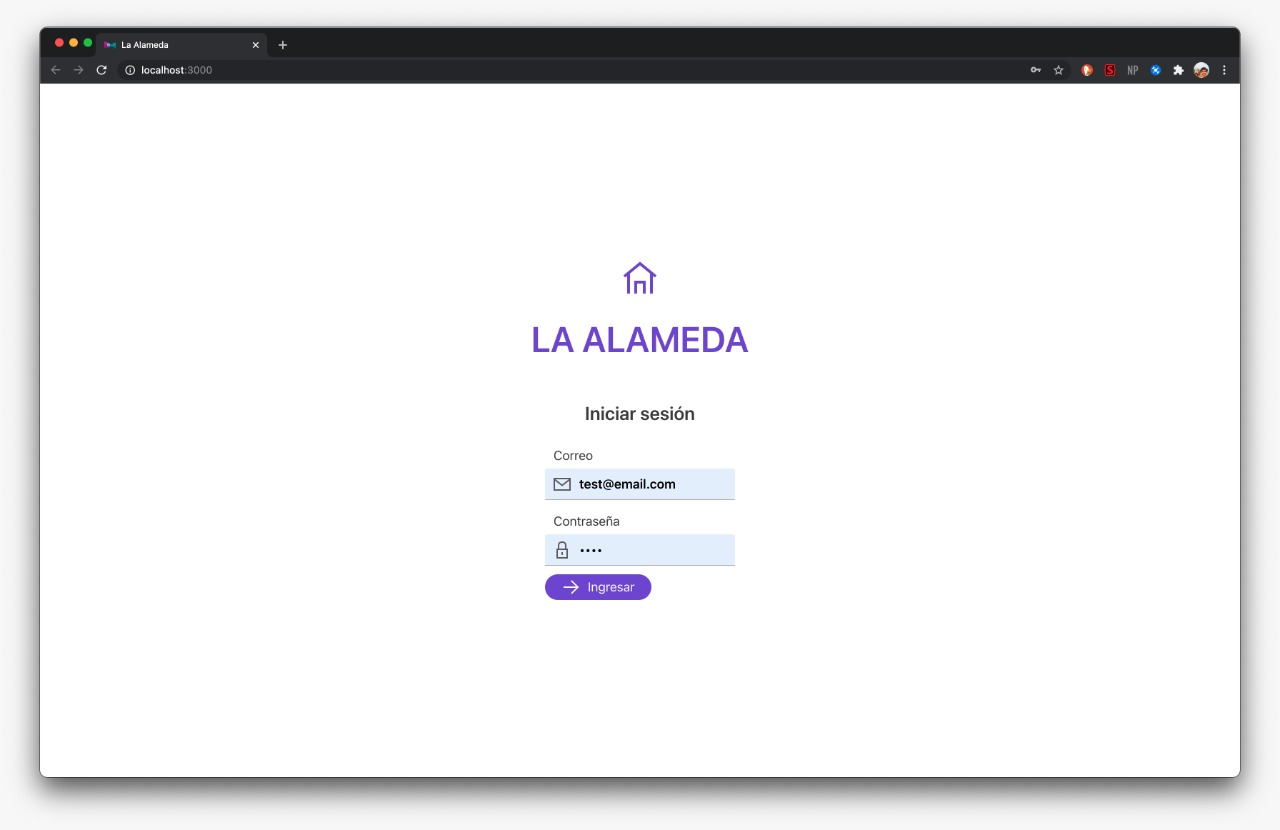 La Alameda
localhost:3000
NP
LA ALAMEDA
Iniciar sesión
Correo
test@email.com
Contraseña
••••
Ingresar